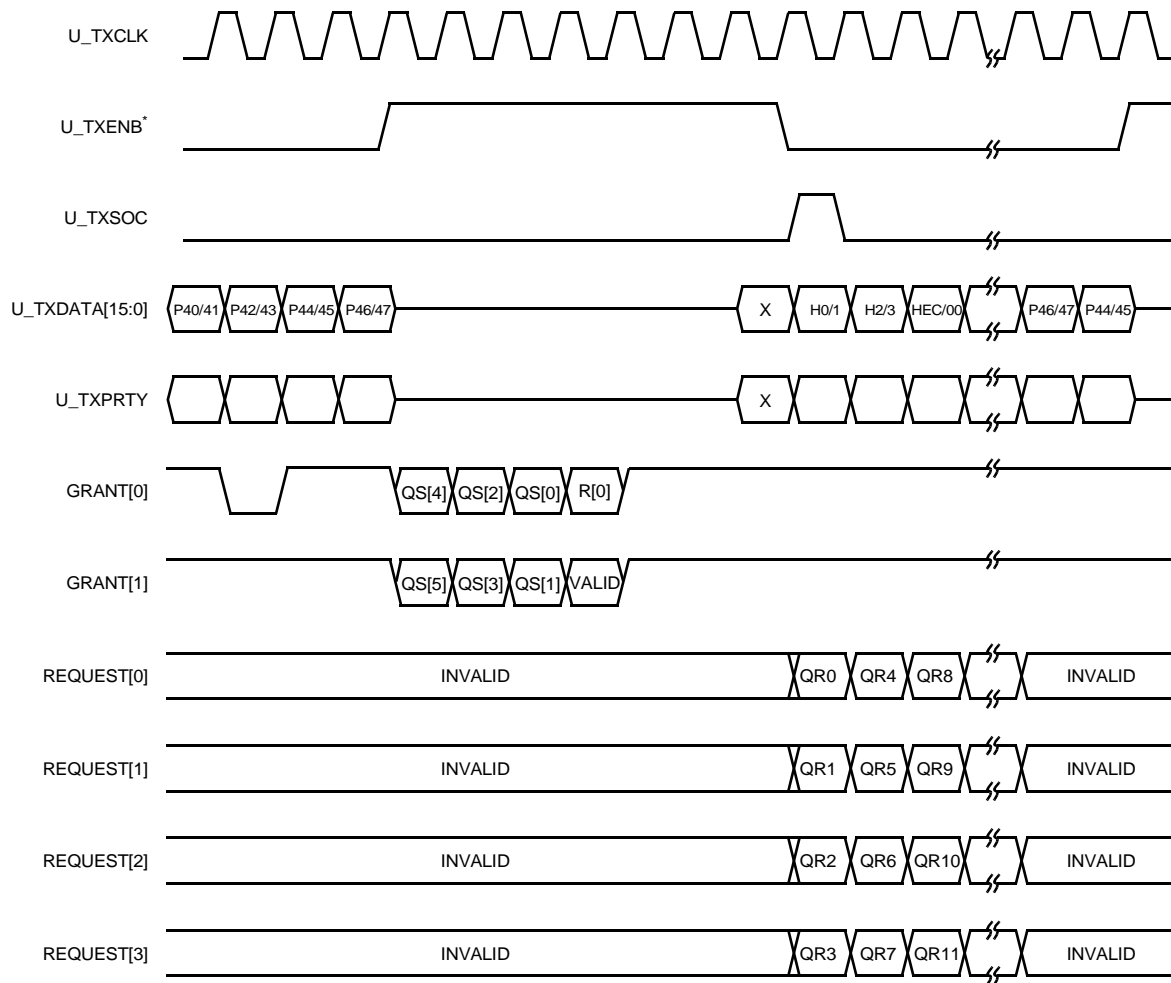 U_TXCLK
U_TXENB*
U_TXSOC
U_TXDATA[15:0] P40/41 P42/43 P44/45 P46/47 X H0/1 H2/3 HEC/00 P46/47 P44/45
U_TXPRTY X
GRANT[0] QS[4] QS[2] QS[0] R[0]
GRANT[1] QS[5] QS[3] QS[1] VALID
REQUEST[0] INVALID QR0 QR4 QR8 INVALID
REQUEST[1] INVALID QR1 QR5 QR9 INVALID
REQUEST[2] INVALID QR2 QR6 QR10 INVALID
REQUEST[3] INVALID QR3 QR7 QR11 INVALID